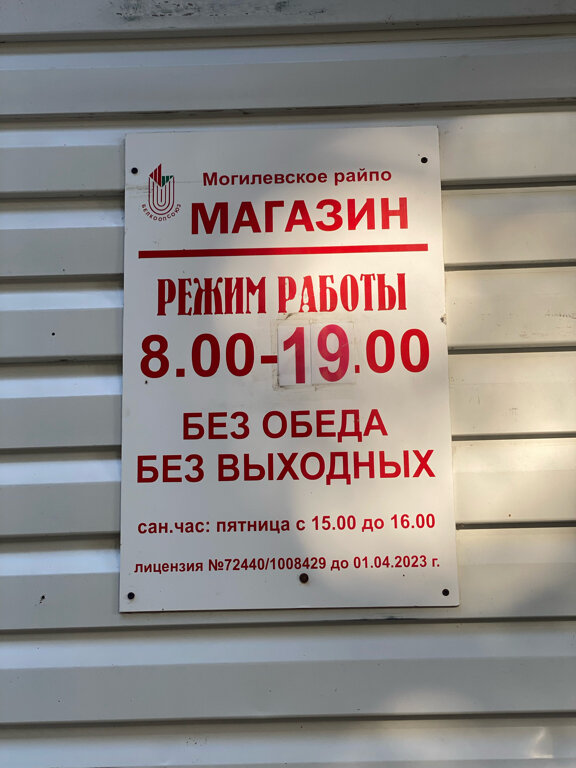 Могилевское райпо
БЕЛКООПСОЮЗ
МАГАЗИН
РЕЖИМ РАБОТЫ
8.00-19.00
БЕЗ ОБЕДА
БЕЗ ВЫХОДНЫХ
сан.час: пятница с 15.00 до 16.00
лицензия №72440/1008429 до 01.04.2023 г.